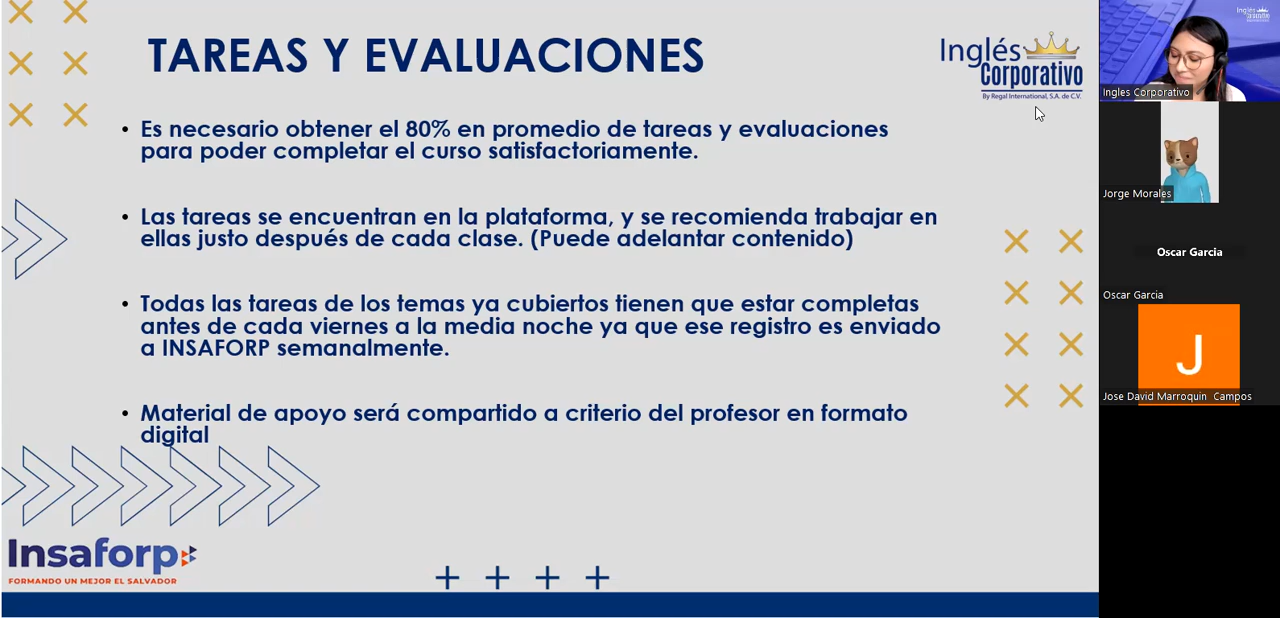 TAREAS Y EVALUACIONES
Inglés
Corporativo
By Regal International, S.A. de C.V.
• Es necesario obtener el 80% en promedio de tareas y evaluaciones
para poder completar el curso satisfactoriamente.
• Las tareas se encuentran en la plataforma, y se recomienda trabajar en
ellas justo después de cada clase. (Puede adelantar contenido)
• Todas las tareas de los temas ya cubiertos tienen que estar completas
antes de cada viernes a la media noche ya que ese registro es enviado
a INSAFORP semanalmente.
• Material de apoyo será compartido a criterio del profesor en formato
digital
Insaforp
FORMANDO UN MEJOR EL SALVADOR
Inglés
Ingles Corporativo
Jorge Morales
Oscar Garcia
Oscar Garcia
J
Jose David Marroquin Campos